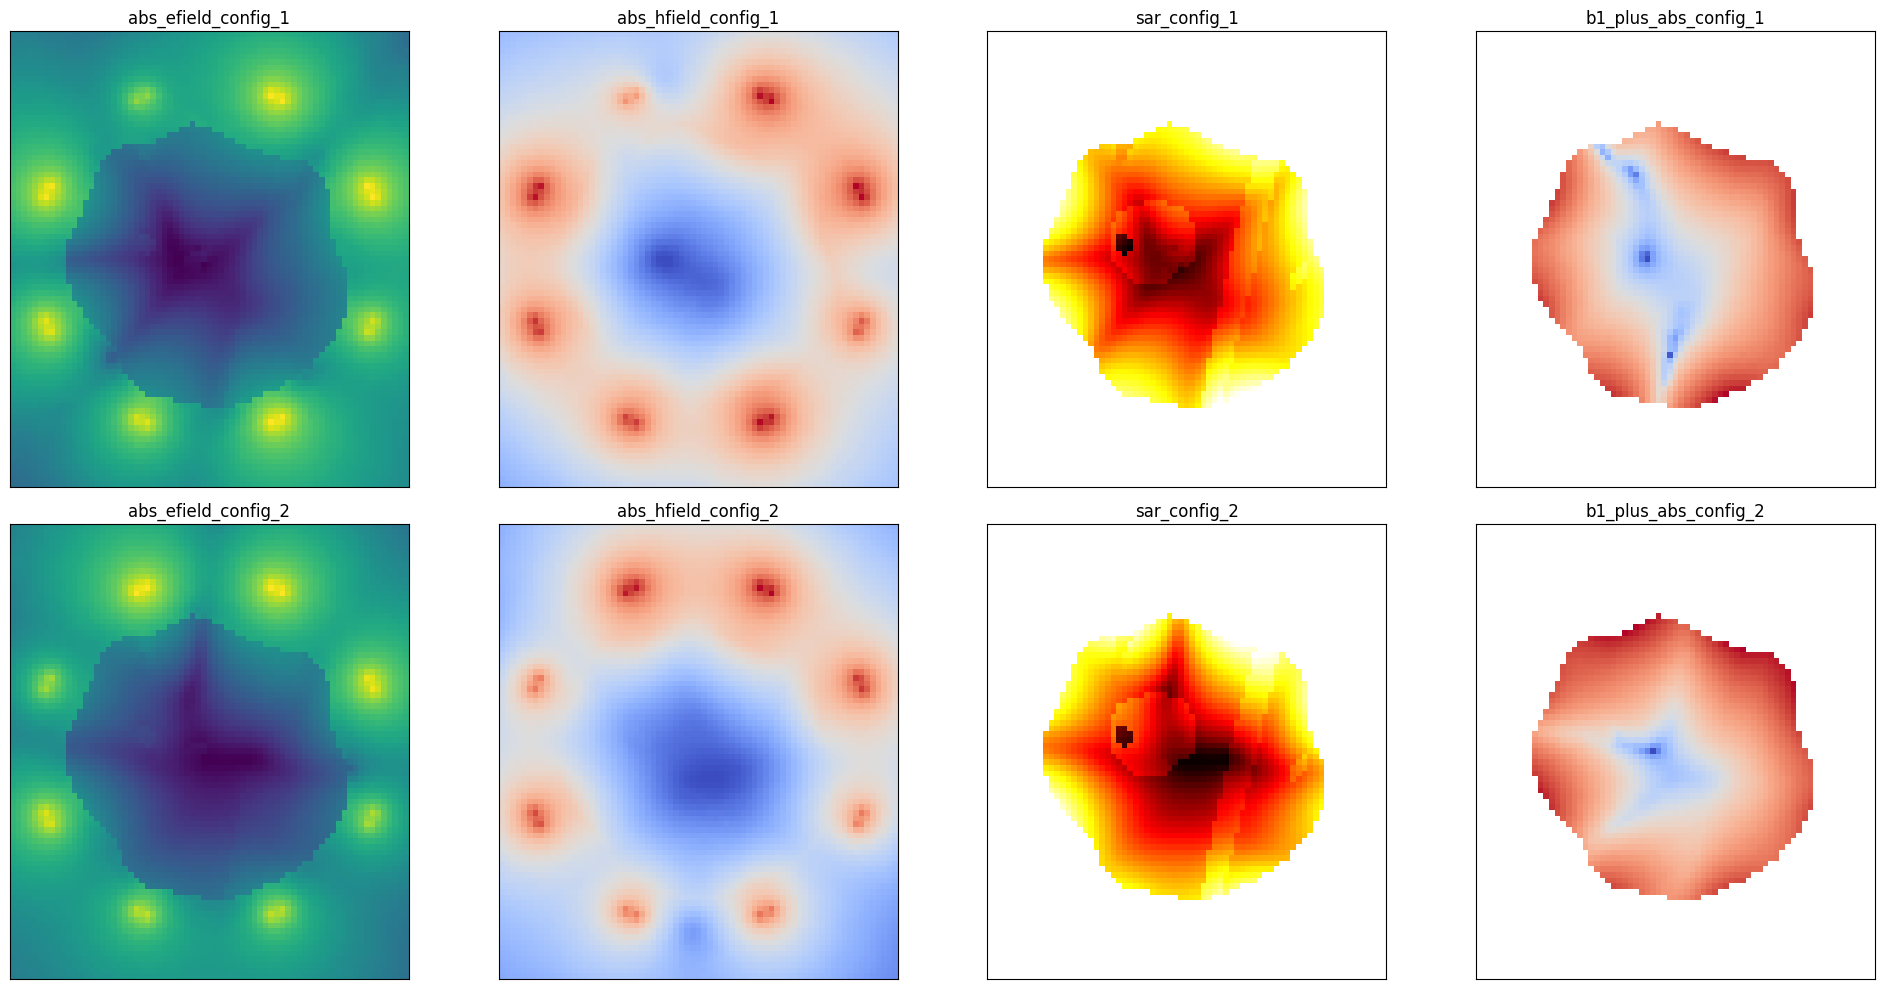 abs_efield_config_1
abs_hfield_config_1
sar_config_1
b1_plus_abs_config_1
abs_efield_config_2
abs_hfield_config_2
sar_config_2
b1_plus_abs_config_2